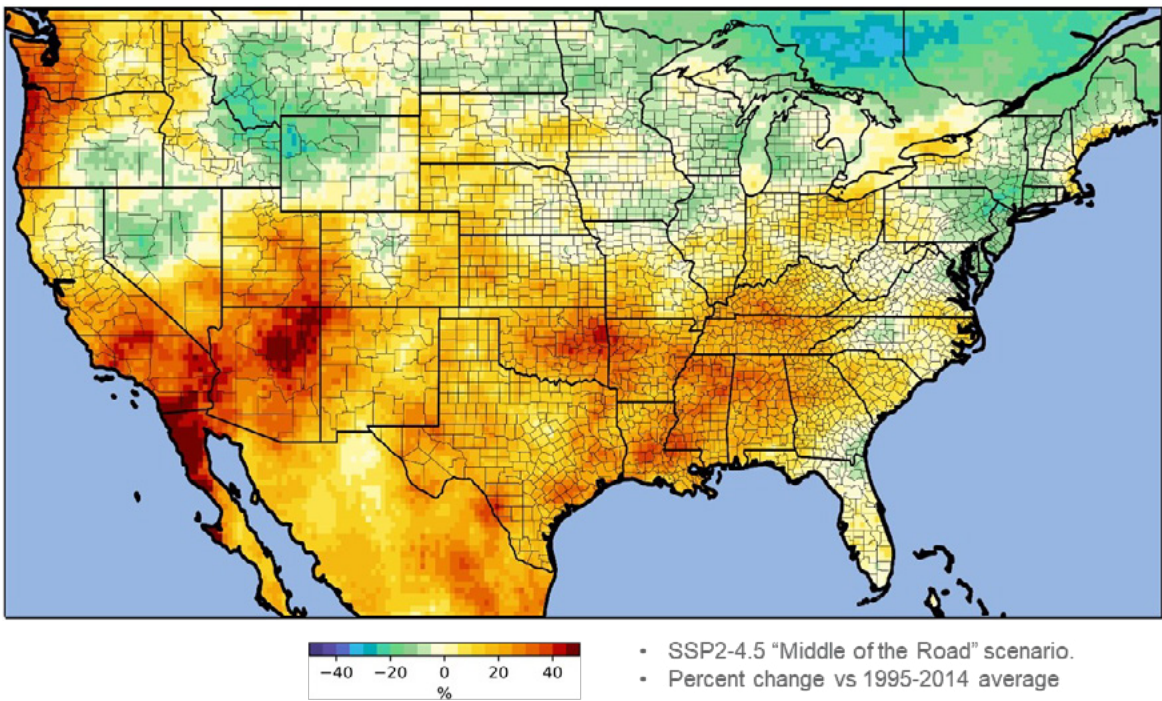 −40 −20 0 20 40
%
• SSP2-4.5 “Middle of the Road” scenario.
• Percent change vs 1995-2014 average